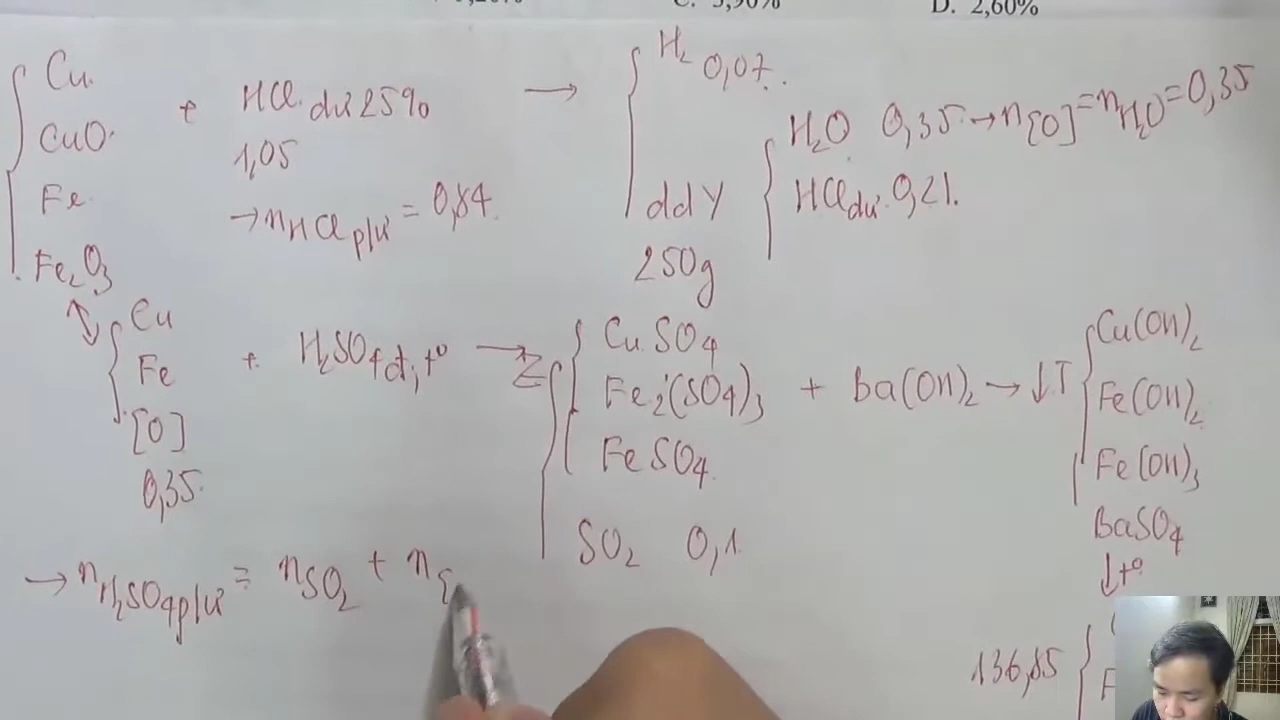 C. 3,90% D. 2,60%
Cu
CuO
Fe
Fe2O3
+ HCl dư 25% →
1,05
→ nHCl p/ư = 0,84
H2 0,07
H2O 0,35 → n[O] = nH2O = 0,35
ddY HCl dư 0,21
250g
Cu
Fe
[O]
0,35
+ H2SO4 đ, t° →
Z
CuSO4
Fe2(SO4)3
FeSO4
SO2 0,1
+ Ba(OH)2 → ↓T
Cu(OH)2
Fe(OH)2
Fe(OH)3
BaSO4
↓t°
→ nH2SO4 p/ư = nSO2 + n
136,85